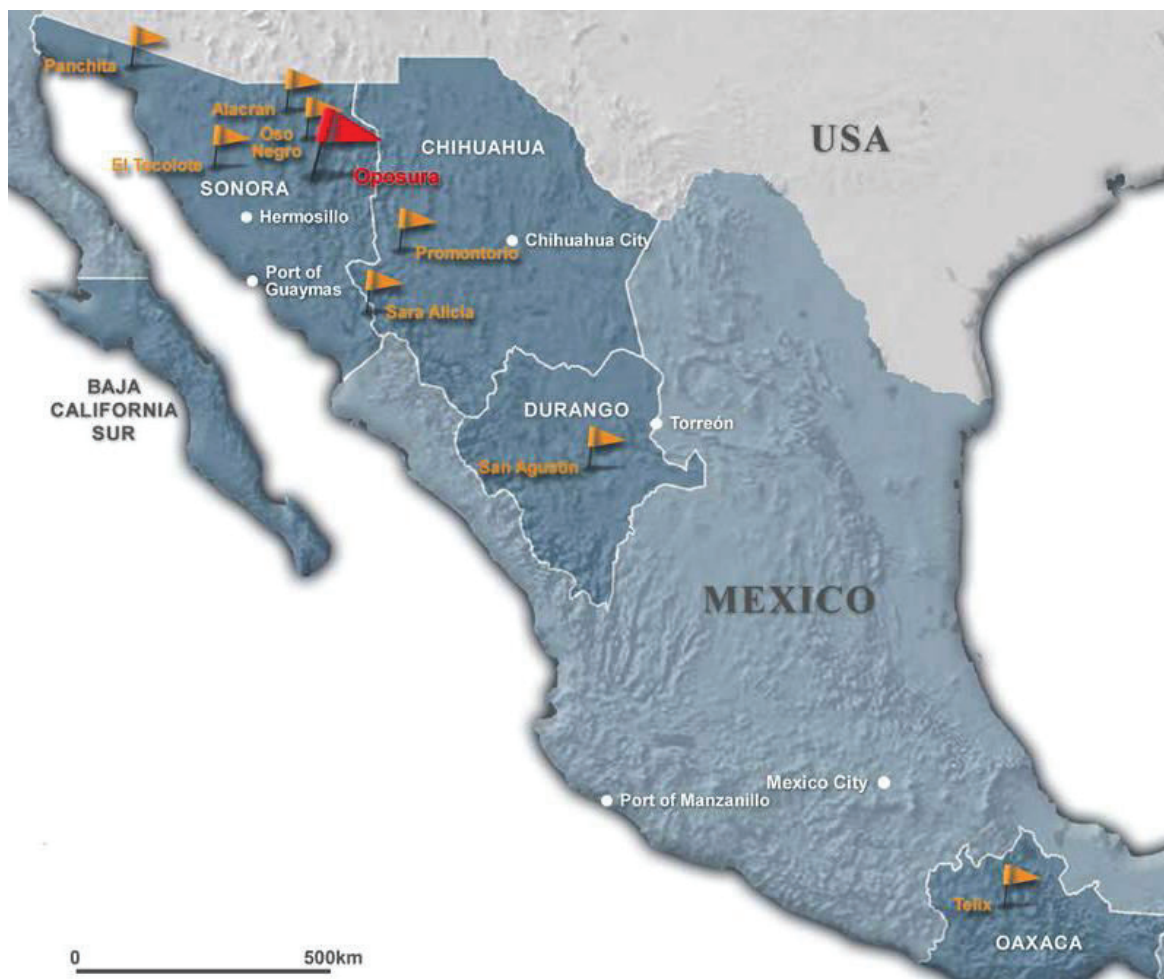 Panchita
Alacran
Oso
Negro
El Tecolote
Oposura
USA
CHIHUAHUA
SONORA
Hermosillo
Promontorio
Chihuahua City
Port of
Guaymas
Sara Alicia
BAJA
CALIFORNIA
SUR
DURANGO
Torreón
San Agustin
MEXICO
Mexico City
Port of Manzanillo
Telix
OAXACA
0 500km